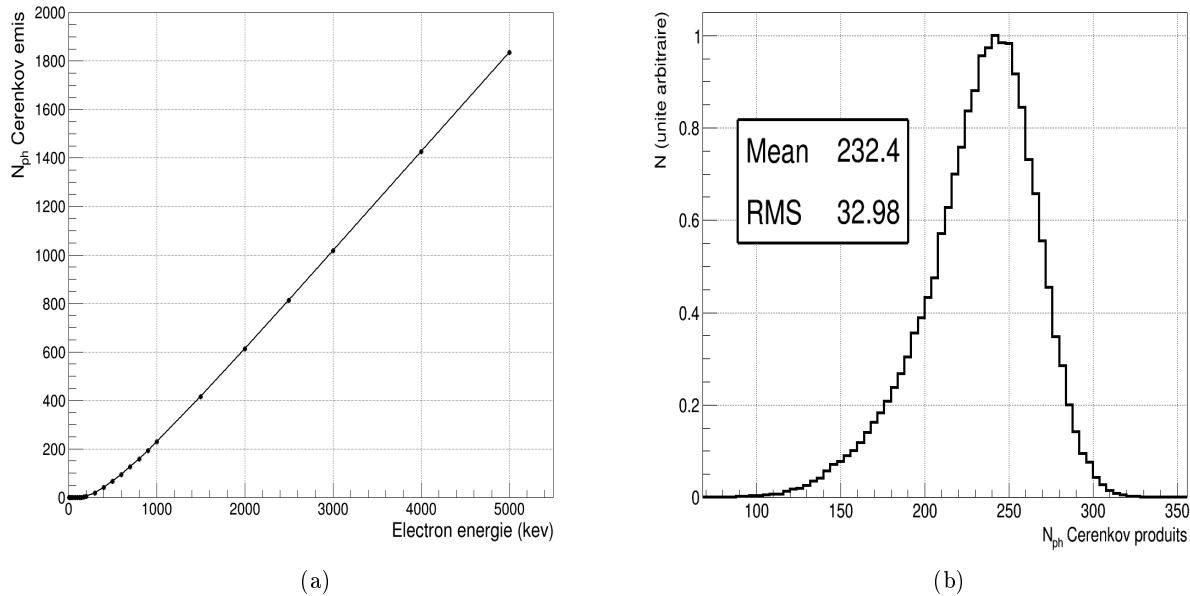 N_ph Cerenkov emis
2000
1800
1600
1400
1200
1000
800
600
400
200
0
0 1000 2000 3000 4000 5000
Electron energie (kev)
(a)
N (unite arbitraire)
1
0.8
0.6
0.4
0.2
0
Mean 232.4
RMS 32.98
100 150 200 250 300 350
N_ph Cerenkov produits
(b)